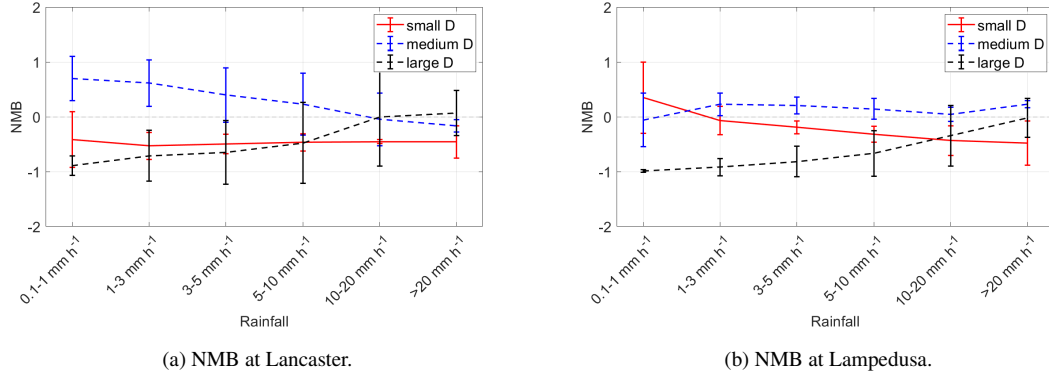 2
1
0
-1
-2
NMB
small D
medium D
large D
0.1-1 mm h-1
1-3 mm h-1
3-5 mm h-1
5-10 mm h-1
10-20 mm h-1
>20 mm h-1
Rainfall
(a) NMB at Lancaster.
2
1
0
-1
-2
NMB
small D
medium D
large D
0.1-1 mm h-1
1-3 mm h-1
3-5 mm h-1
5-10 mm h-1
10-20 mm h-1
>20 mm h-1
Rainfall
(b) NMB at Lampedusa.